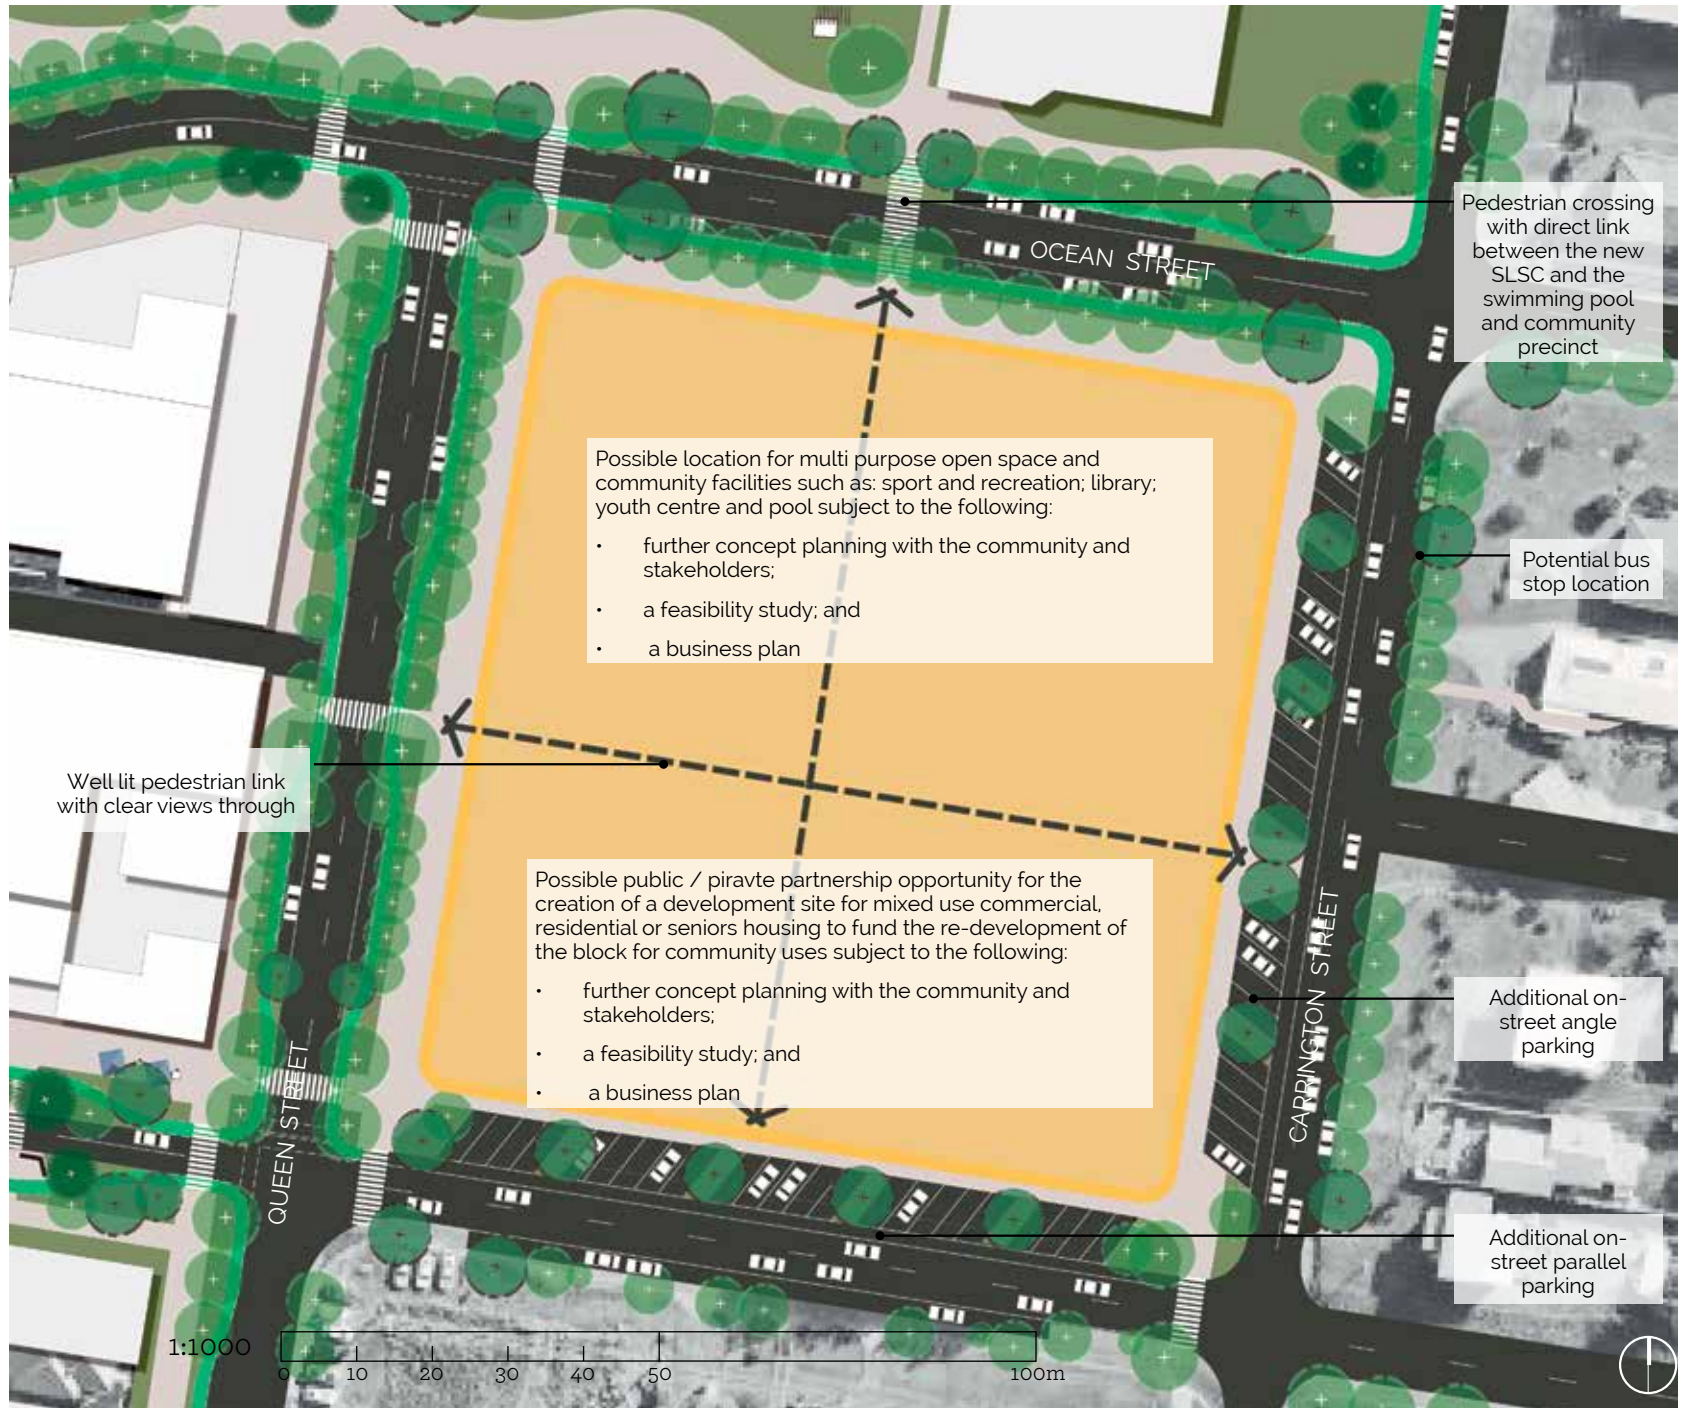 OCEAN STREET
Pedestrian crossing
with direct link
between the new
SLSC and the
swimming pool
and community
precinct
Possible location for multi purpose open space and
community facilities such as: sport and recreation; library;
youth centre and pool subject to the following:
• further concept planning with the community and
stakeholders;
• a feasibility study; and
• a business plan
Potential bus
stop location
Well lit pedestrian link
with clear views through
Possible public / piravte partnership opportunity for the
creation of a development site for mixed use commercial,
residential or seniors housing to fund the re-development of
the block for community uses subject to the following:
• further concept planning with the community and
stakeholders;
• a feasibility study; and
• a business plan
CARRINGTON STREET
Additional on-
street angle
parking
QUEEN STREET
Additional on-
street parallel
parking
1:1000
0 10 20 30 40 50 100m